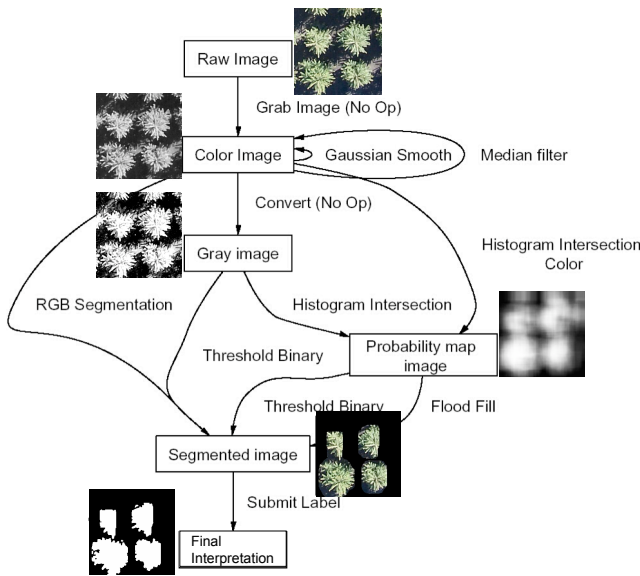 Raw Image
Grab Image (No Op)
Color Image
Gaussian Smooth
Median filter
Convert (No Op)
Gray image
Histogram Intersection
Color
RGB Segmentation
Histogram Intersection
Probability map
image
Threshold Binary
Threshold Binary
Flood Fill
Segmented image
Submit Label
Final
Interpretation